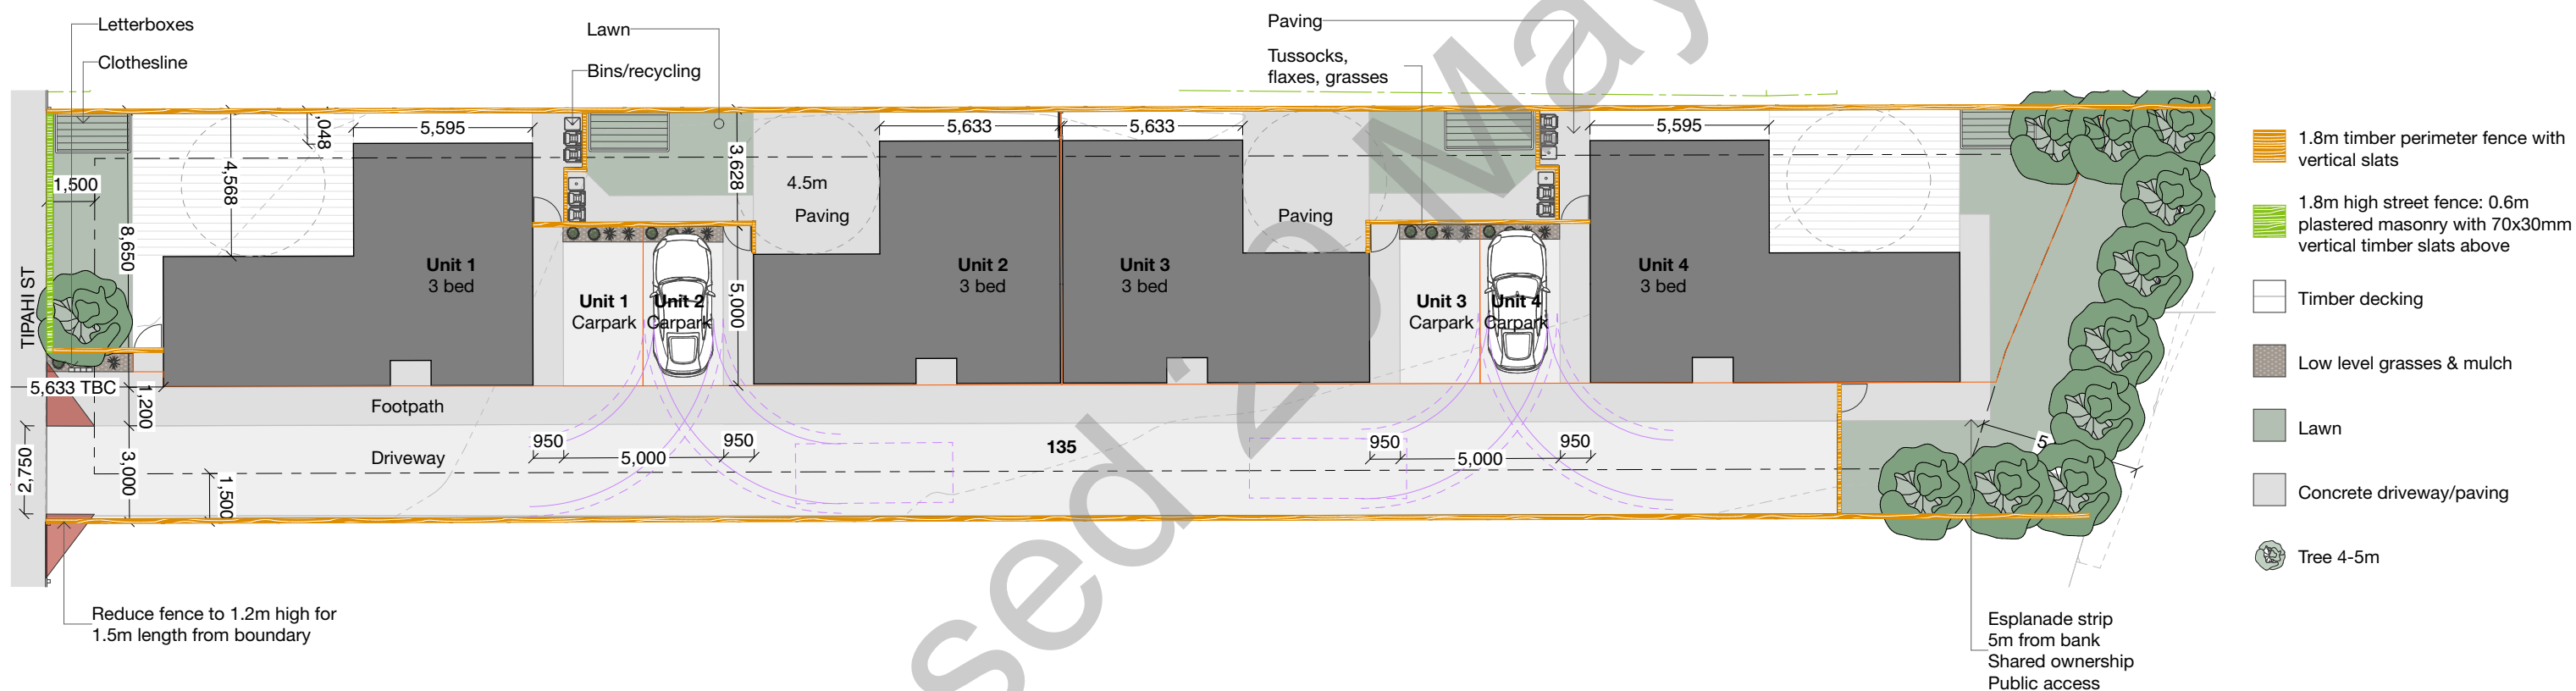 Letterboxes
Clothesline
Lawn
Bins/recycling
Paving
Tussocks,
flaxes, grasses
5,595
,048
4,568
1,500
8,650
3,628
4.5m
Paving
5,633
5,633
Paving
5,595
TIPAHI ST
Unit 1
3 bed
Unit 1
Carpark
Unit 2
Carpark
5,000
Unit 2
3 bed
Unit 3
3 bed
Unit 3
Carpark
Unit 4
Carpark
Unit 4
3 bed
5,633 TBC
1,200
Footpath
Driveway
2,750
3,000
1,500
950
5,000
950
135
950
5,000
950
5
Reduce fence to 1.2m high for
1.5m length from boundary
Esplanade strip
5m from bank
Shared ownership
Public access
1.8m timber perimeter fence with
vertical slats
1.8m high street fence: 0.6m
plastered masonry with 70x30mm
vertical timber slats above
Timber decking
Low level grasses & mulch
Lawn
Concrete driveway/paving
Tree 4-5m